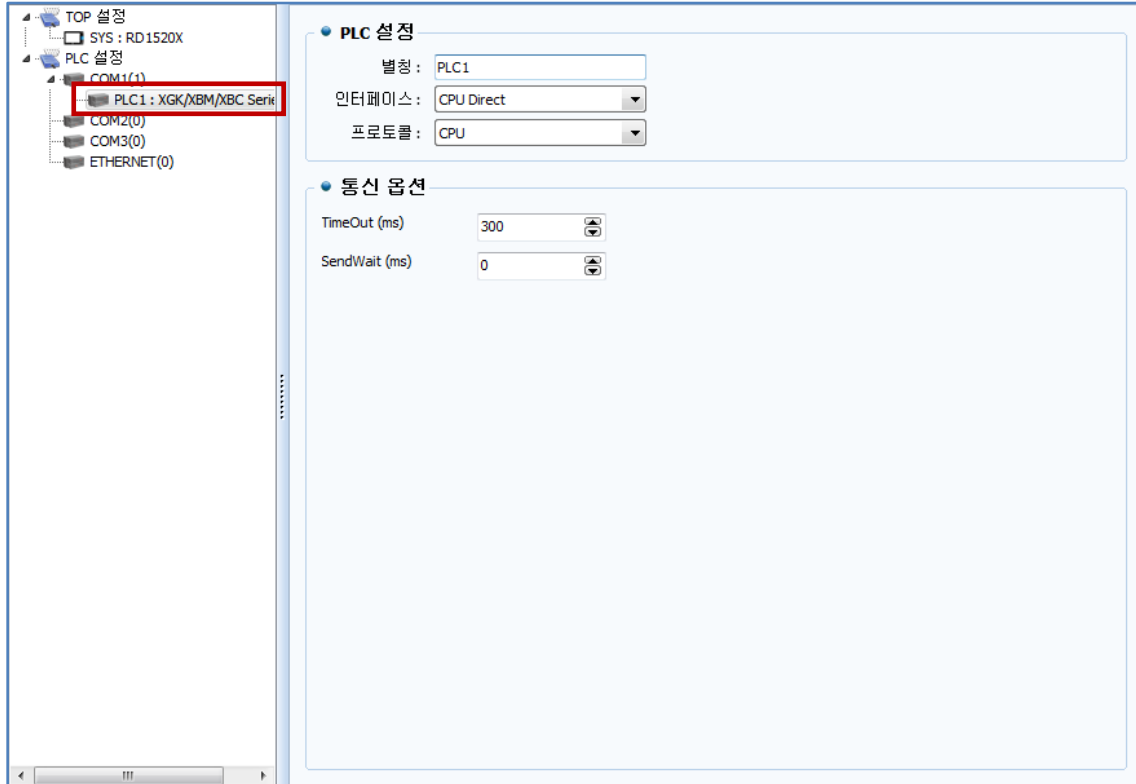 TOP 설정
SYS : RD1520X
PLC 설정
COM1(1)
PLC1 : XGK/XBM/XBC Serie
COM2(0)
COM3(0)
ETHERNET(0)
PLC 설정
별칭 : PLC1
인터페이스 : CPU Direct
프로토콜 : CPU
통신 옵션
TimeOut (ms) 300
SendWait (ms) 0